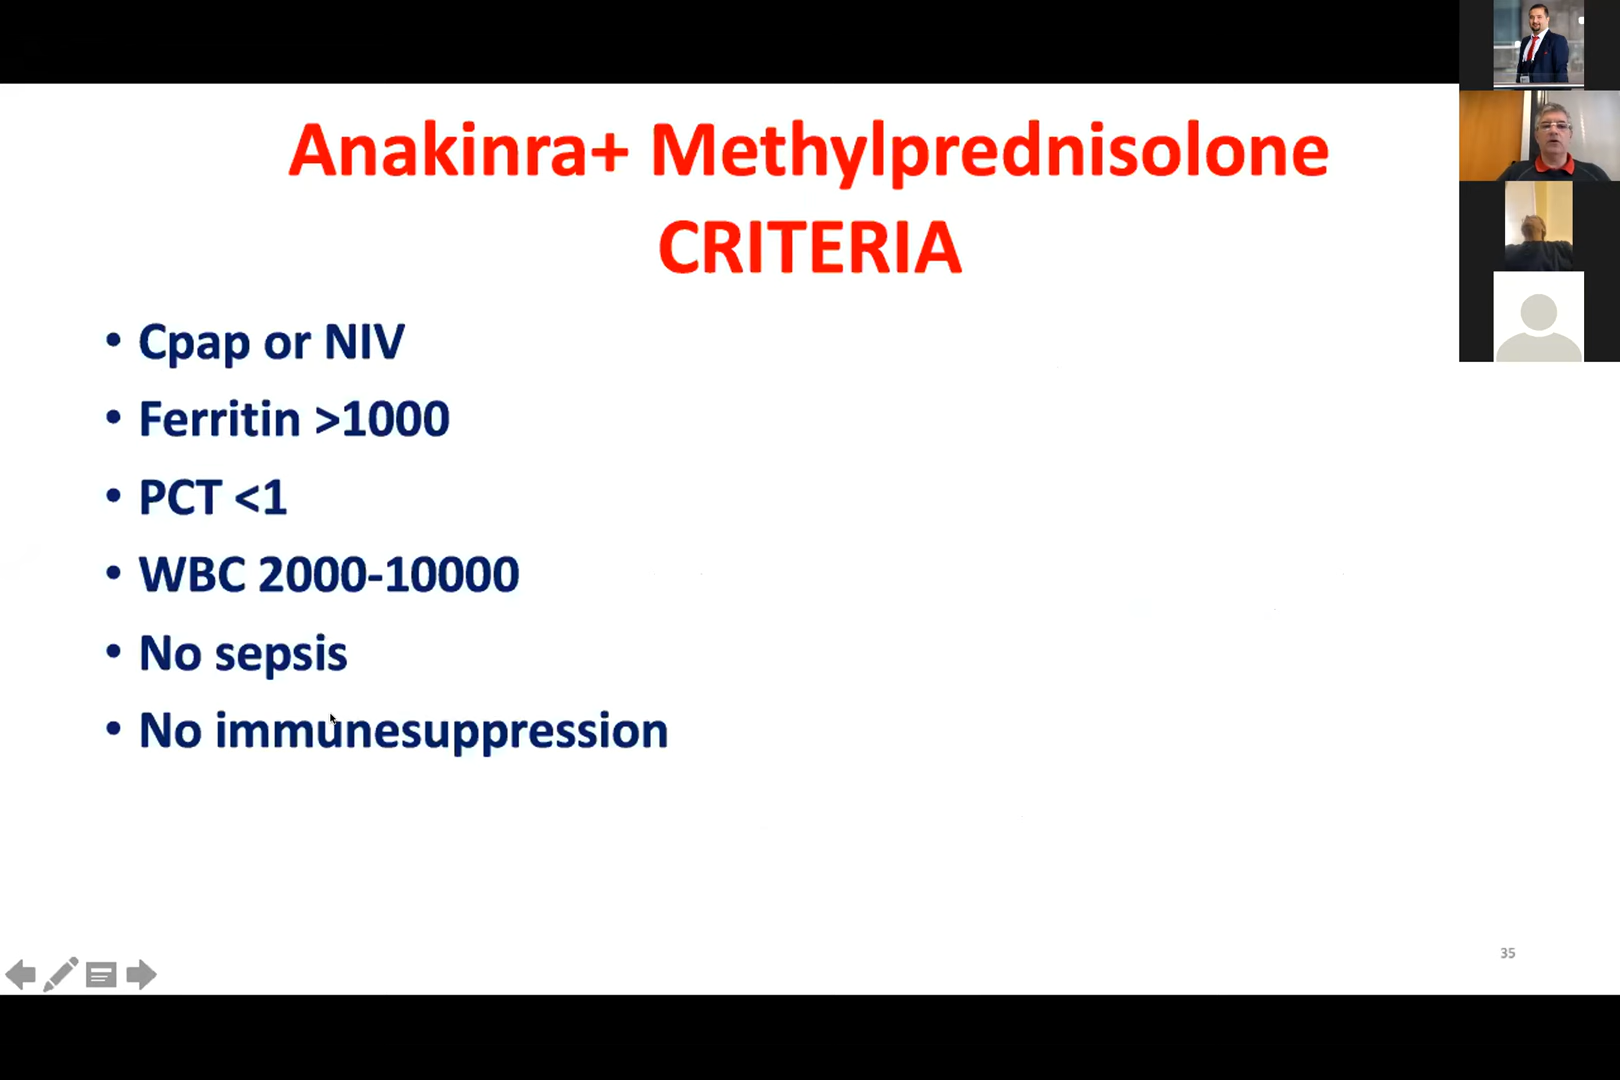 Anakinra+ Methylprednisolone
CRITERIA
• Cpap or NIV
• Ferritin >1000
• PCT <1
• WBC 2000-10000
• No sepsis
• No immunesuppression
35